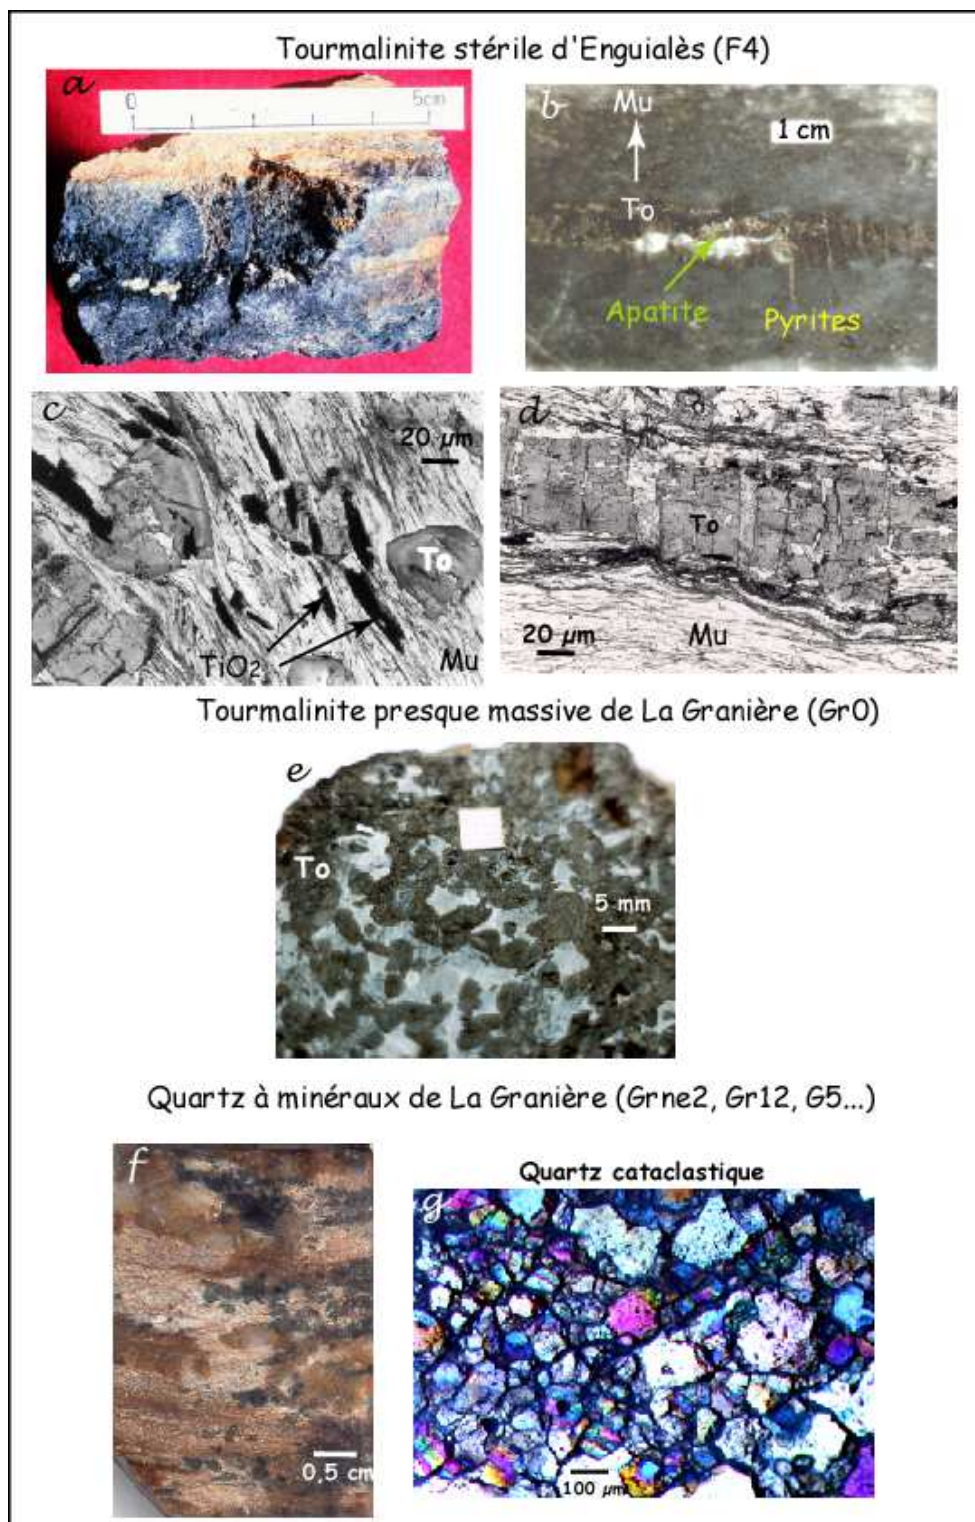 Tourmalinite stérile d'Enguialès (F4)
a
0 5cm
b
Mu
1 cm
To
Apatite
Pyrites
c
20 µm
To
TiO2
Mu
d
To
20 µm
Mu
Tourmalinite presque massive de La Granière (Gr0)
e
To
5 mm
Quartz à minéraux de La Granière (Grne2, Gr12, G5...)
f
0,5 cm
Quartz cataclastique
g
100 µm